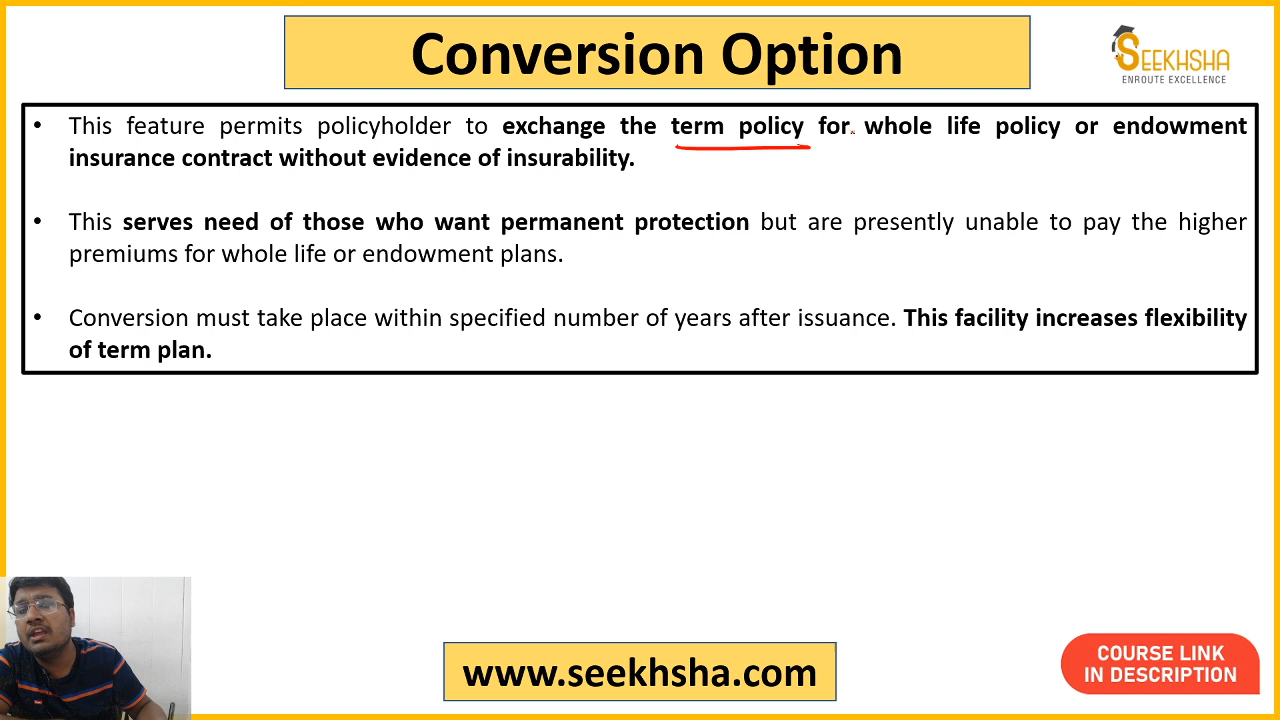 Conversion Option
SEEKHSHA
ENROUTE EXCELLENCE
• This feature permits policyholder to exchange the term policy for whole life policy or endowment
insurance contract without evidence of insurability.
• This serves need of those who want permanent protection but are presently unable to pay the higher
premiums for whole life or endowment plans.
• Conversion must take place within specified number of years after issuance. This facility increases flexibility
of term plan.
www.seekhsha.com
COURSE LINK
IN DESCRIPTION